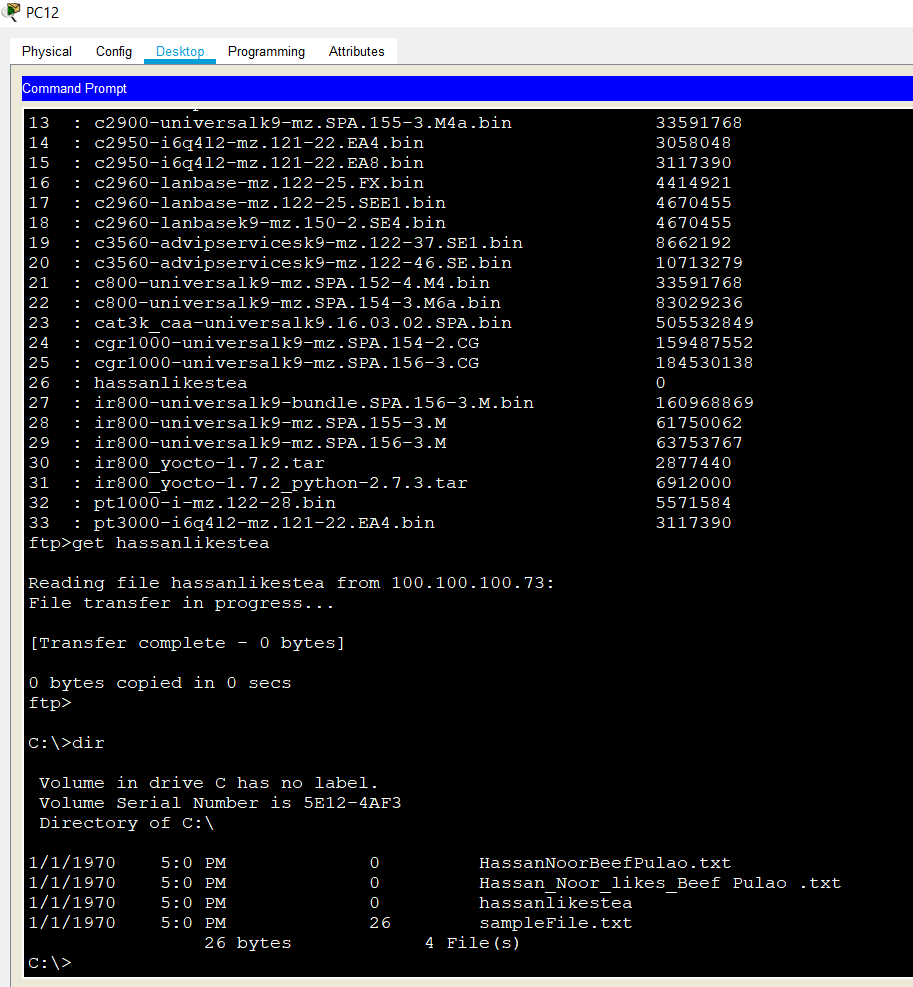 PC12
Physical Config Desktop Programming Attributes
Command Prompt
13 : c2900-universalk9-mz.SPA.155-3.M4a.bin 33591768
14 : c2950-i6q4l2-mz.121-22.EA4.bin 3058048
15 : c2950-i6q4l2-mz.121-22.EA8.bin 3117390
16 : c2960-lanbase-mz.122-25.FX.bin 4414921
17 : c2960-lanbase-mz.122-25.SEE1.bin 4670455
18 : c2960-lanbasek9-mz.150-2.SE4.bin 4670455
19 : c3560-advipservicesk9-mz.122-37.SE1.bin 8662192
20 : c3560-advipservicesk9-mz.122-46.SE.bin 10713279
21 : c800-universalk9-mz.SPA.152-4.M4.bin 33591768
22 : c800-universalk9-mz.SPA.154-3.M6a.bin 83029236
23 : cat3k_caa-universalk9.16.03.02.SPA.bin 505532849
24 : cgr1000-universalk9-mz.SPA.154-2.CG 159487552
25 : cgr1000-universalk9-mz.SPA.156-3.CG 184530138
26 : hassanlikestea 0
27 : ir800-universalk9-bundle.SPA.156-3.M.bin 160968869
28 : ir800-universalk9-mz.SPA.155-3.M 61750062
29 : ir800-universalk9-mz.SPA.156-3.M 63753767
30 : ir800_yocto-1.7.2.tar 2877440
31 : ir800_yocto-1.7.2_python-2.7.3.tar 6912000
32 : pt1000-i-mz.122-28.bin 5571584
33 : pt3000-i6q4l2-mz.121-22.EA4.bin 3117390
ftp>get hassanlikestea
Reading file hassanlikestea from 100.100.100.73:
File transfer in progress...
[Transfer complete - 0 bytes]
0 bytes copied in 0 secs
ftp>
C:\>dir
Volume in drive C has no label.
Volume Serial Number is 5E12-4AF3
Directory of C:\
1/1/1970 5:0 PM 0 HassanNoorBeefPulao.txt
1/1/1970 5:0 PM 0 Hassan_Noor_likes_Beef Pulao .txt
1/1/1970 5:0 PM 0 hassanlikestea
1/1/1970 5:0 PM 26 sampleFile.txt
26 bytes 4 File(s)
C:\>